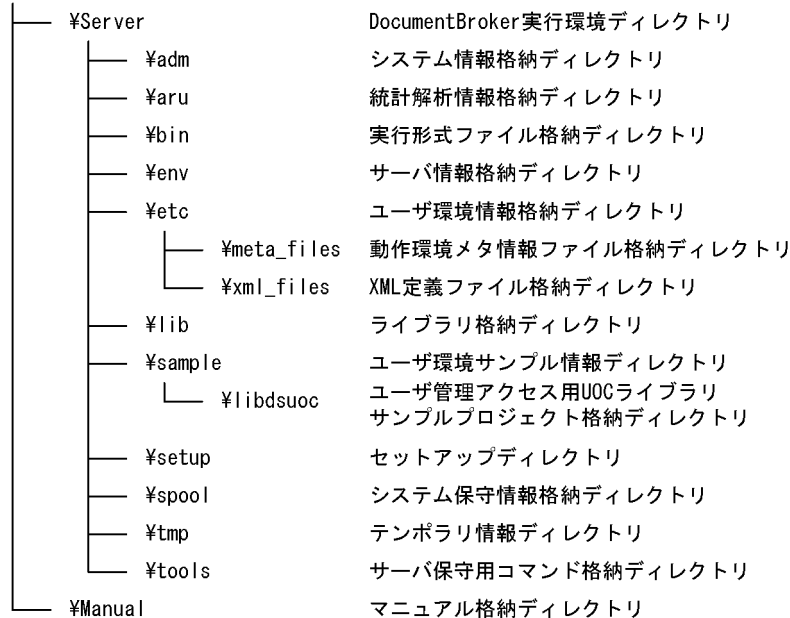 ¥Server DocumentBroker実行環境ディレクトリ
¥adm システム情報格納ディレクトリ
¥aru 統計解析情報格納ディレクトリ
¥bin 実行形式ファイル格納ディレクトリ
¥env サーバ情報格納ディレクトリ
¥etc ユーザ環境情報格納ディレクトリ
¥meta_files 動作環境メタ情報ファイル格納ディレクトリ
¥xml_files XML定義ファイル格納ディレクトリ
¥lib ライブラリ格納ディレクトリ
¥sample ユーザ環境サンプル情報ディレクトリ
¥libdsuoc ユーザ管理アクセス用UOCライブラリ
サンプルプロジェクト格納ディレクトリ
¥setup セットアップディレクトリ
¥spool システム保守情報格納ディレクトリ
¥tmp テンポラリ情報ディレクトリ
¥tools サーバ保守用コマンド格納ディレクトリ
¥Manual マニュアル格納ディレクトリ